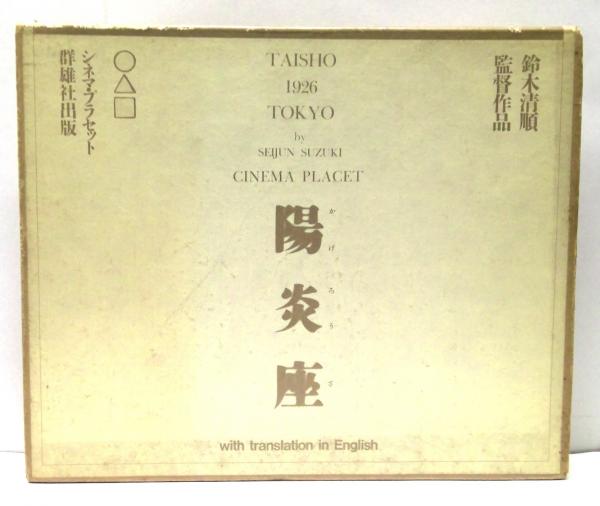 鈴木清順
監督作品
TAISHO
1926
TOKYO
by
SEIJUN SUZUKI
CINEMA PLACET
陽炎座
かげろうざ
with translation in English
○△□
シネマ・プラセット
群雄社出版